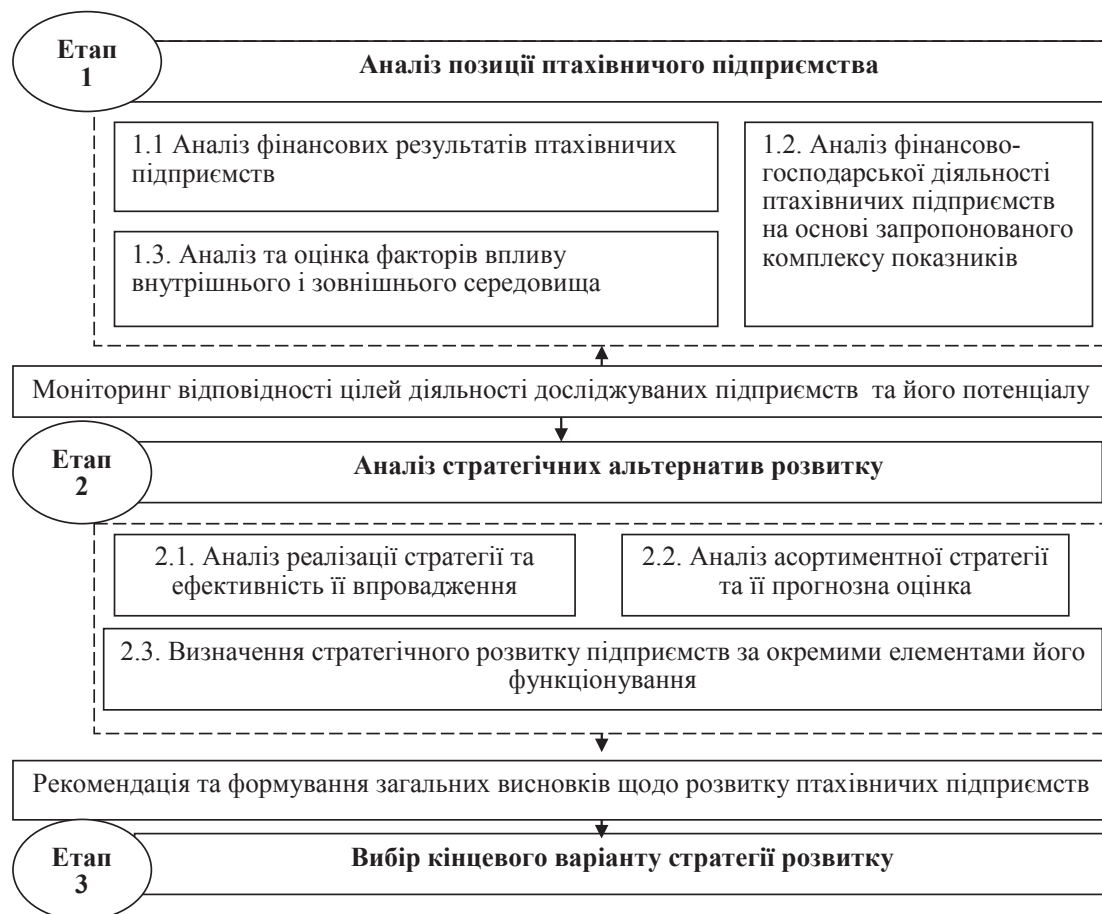 Етап
1
Аналіз позиції птахівничого підприємства
1.1 Аналіз фінансових результатів птахівничих
підприємств
1.2. Аналіз фінансово-
господарської діяльності
птахівничих підприємств
на основі запропонованого
комплексу показників
1.3. Аналіз та оцінка факторів впливу
внутрішнього і зовнішнього середовища
Моніторинг відповідності цілей діяльності досліджуваних підприємств та його потенціалу
Етап
2
Аналіз стратегічних альтернатив розвитку
2.1. Аналіз реалізації стратегії та
ефективність її впровадження
2.2. Аналіз асортиментної стратегії
та її прогнозна оцінка
2.3. Визначення стратегічного розвитку підприємств за окремими елементами його
функціонування
Рекомендація та формування загальних висновків щодо розвитку птахівничих підприємств
Етап
3
Вибір кінцевого варіанту стратегії розвитку